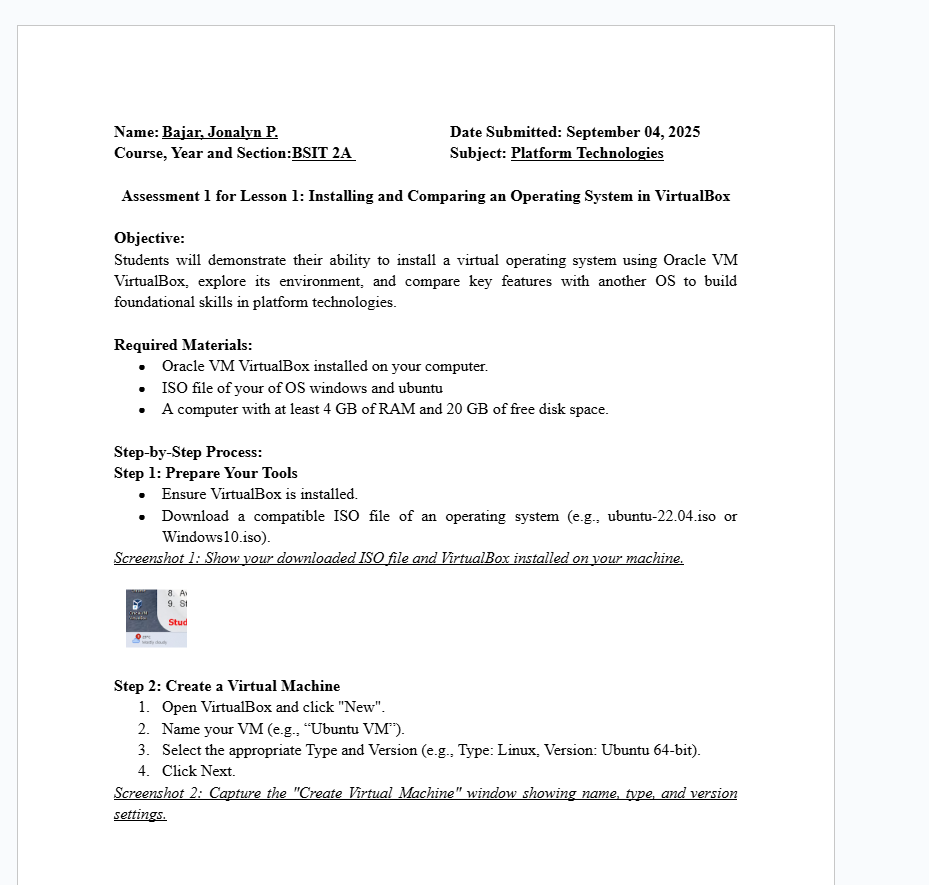 Name: Bajar, Jonalyn P. Date Submitted: September 04, 2025
Course, Year and Section:BSIT 2A Subject: Platform Technologies
Assessment 1 for Lesson 1: Installing and Comparing an Operating System in VirtualBox
Objective:
Students will demonstrate their ability to install a virtual operating system using Oracle VM
VirtualBox, explore its environment, and compare key features with another OS to build
foundational skills in platform technologies.
Required Materials:
• Oracle VM VirtualBox installed on your computer.
• ISO file of your of OS windows and ubuntu
• A computer with at least 4 GB of RAM and 20 GB of free disk space.
Step-by-Step Process:
Step 1: Prepare Your Tools
• Ensure VirtualBox is installed.
• Download a compatible ISO file of an operating system (e.g., ubuntu-22.04.iso or
Windows10.iso).
Screenshot 1: Show your downloaded ISO file and VirtualBox installed on your machine.
8.
9.
Stud
Step 2: Create a Virtual Machine
1. Open VirtualBox and click "New".
2. Name your VM (e.g., “Ubuntu VM”).
3. Select the appropriate Type and Version (e.g., Type: Linux, Version: Ubuntu 64-bit).
4. Click Next.
Screenshot 2: Capture the "Create Virtual Machine" window showing name, type, and version
settings.